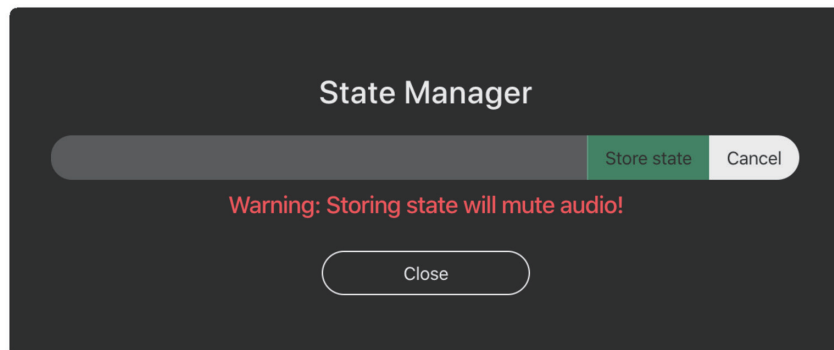 State Manager
Store state Cancel
Warning: Storing state will mute audio!
Close